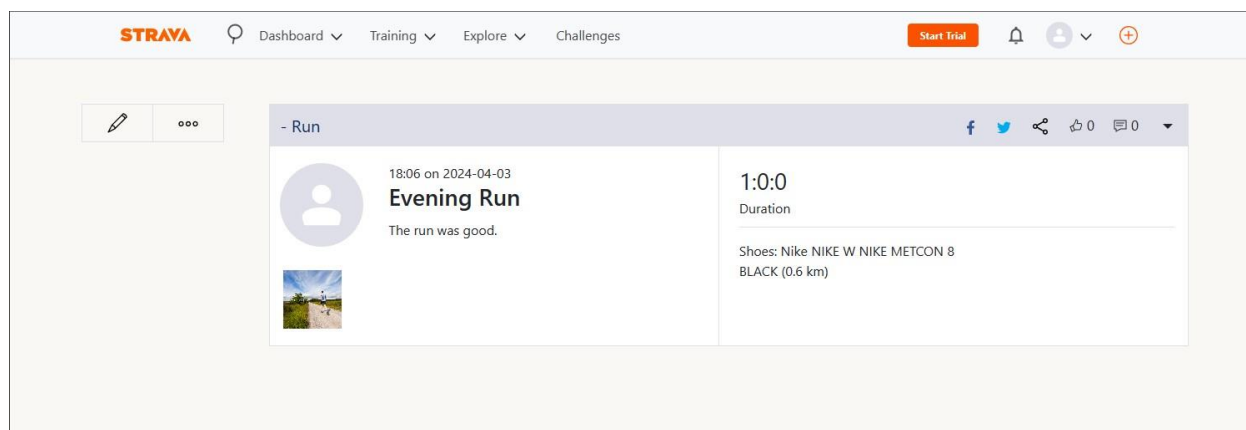 STRAVA Dashboard Training Explore Challenges Start Trial
- Run 0 0
18:06 on 2024-04-03
Evening Run
The run was good.
1:0:0
Duration
Shoes: Nike NIKE W NIKE METCON 8
BLACK (0.6 km)